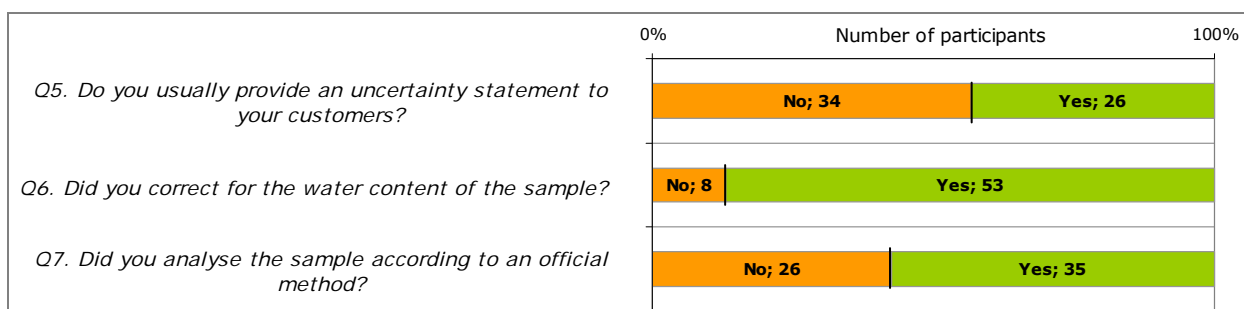 0% Number of participants 100%
Q5. Do you usually provide an uncertainty statement to
your customers?
No; 34 Yes; 26
Q6. Did you correct for the water content of the sample?
No; 8 Yes; 53
Q7. Did you analyse the sample according to an official
method?
No; 26 Yes; 35